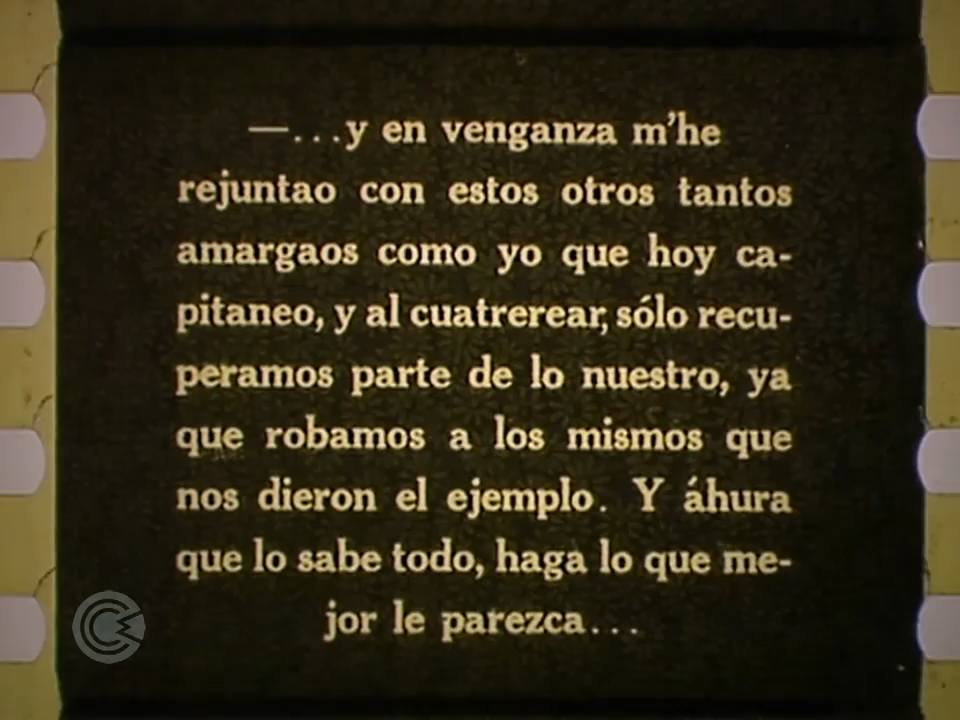 —...y en venganza m'he
rejuntao con estos otros tantos
amargaos como yo que hoy ca-
pitaneo, y al cuatrerear, sólo recu-
peramos parte de lo nuestro, ya
que robamos a los mismos que
nos dieron el ejemplo. Y áhura
que lo sabe todo, haga lo que me-
jor le parezca...